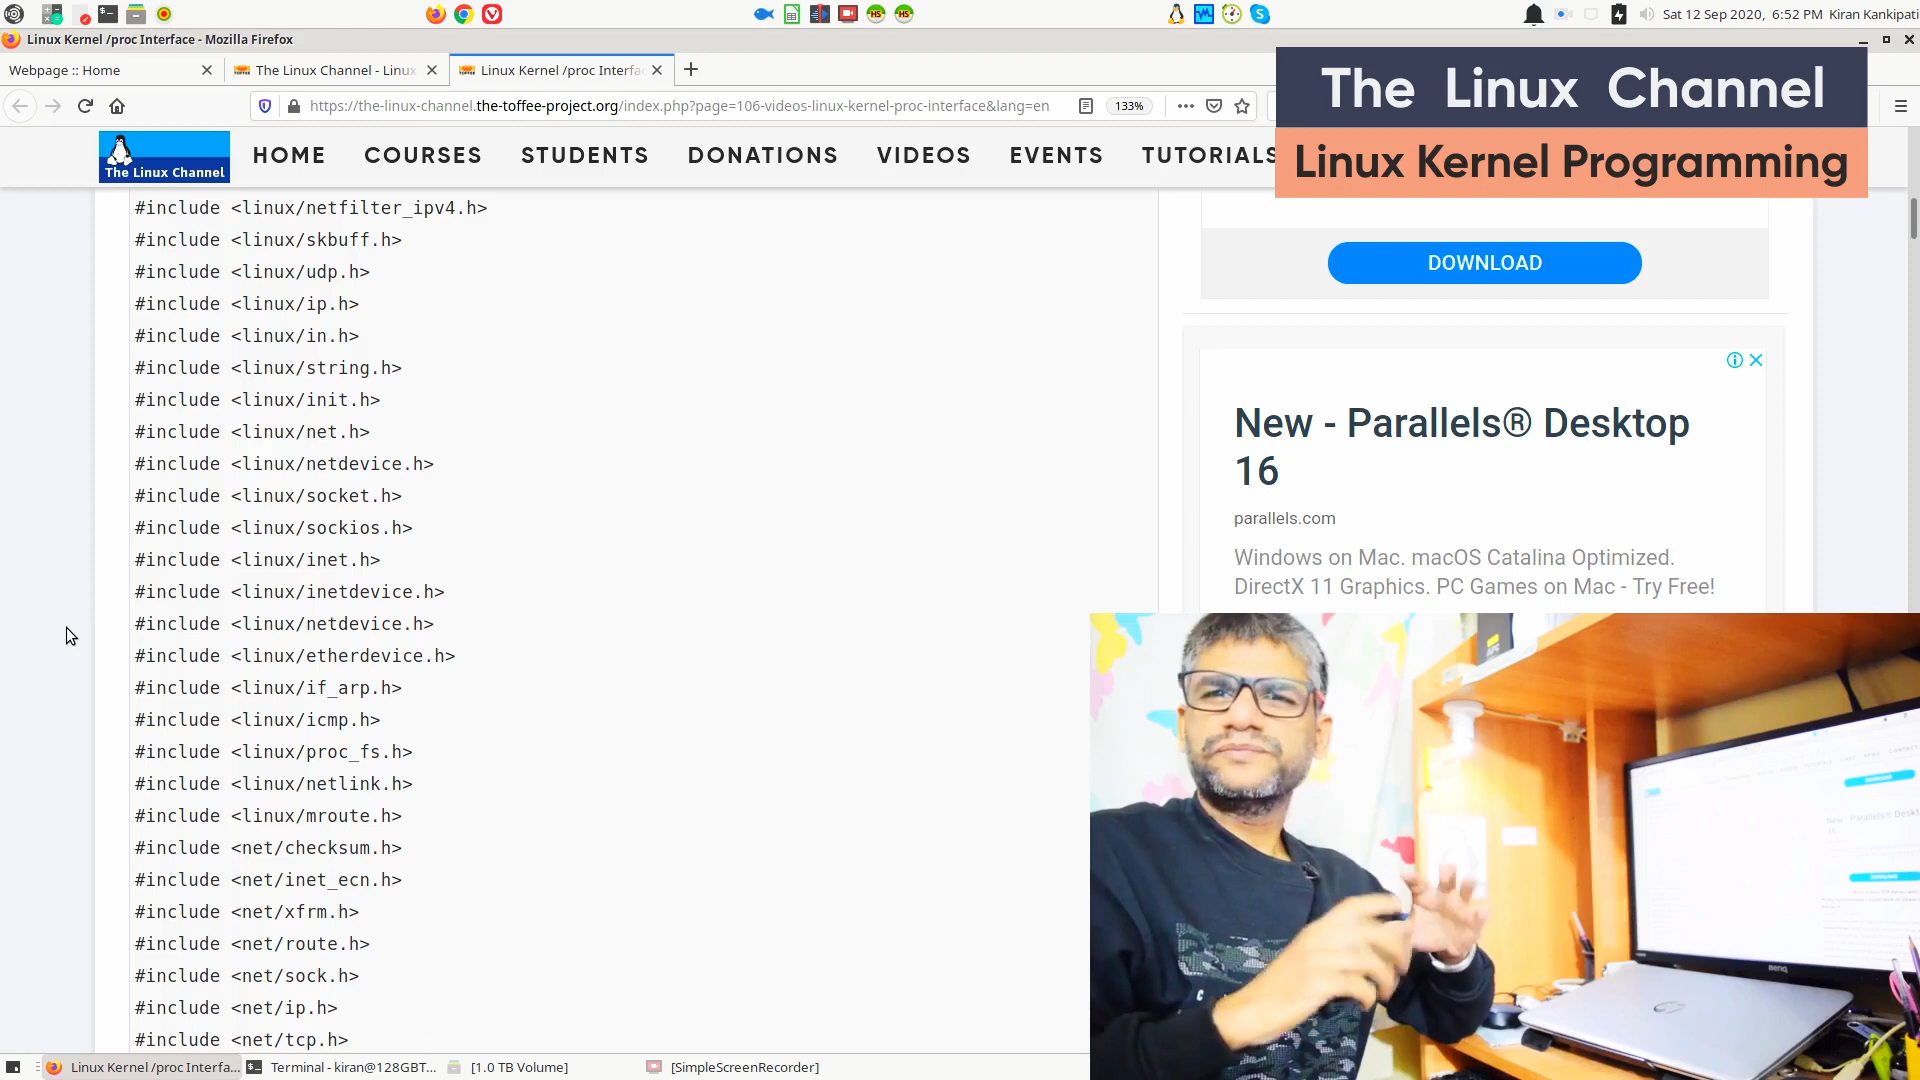 Sat 12 Sep 2020, 6:52 PM Kiran Kankipati
Linux Kernel /proc Interface - Mozilla Firefox
Webpage :: Home
The Linux Channel - Linux
Linux Kernel /proc Interfa
https://the-linux-channel.the-toffee-project.org/index.php?page=106-videos-linux-kernel-proc-interface&lang=en
133%
The Linux Channel
Linux Kernel Programming
The Linux Channel
HOME COURSES STUDENTS DONATIONS VIDEOS EVENTS TUTORIALS
#include <linux/netfilter_ipv4.h>
#include <linux/skbuff.h>
#include <linux/udp.h>
#include <linux/ip.h>
#include <linux/in.h>
#include <linux/string.h>
#include <linux/init.h>
#include <linux/net.h>
#include <linux/netdevice.h>
#include <linux/socket.h>
#include <linux/sockios.h>
#include <linux/inet.h>
#include <linux/inetdevice.h>
#include <linux/netdevice.h>
#include <linux/etherdevice.h>
#include <linux/if_arp.h>
#include <linux/icmp.h>
#include <linux/proc_fs.h>
#include <linux/netlink.h>
#include <linux/mroute.h>
#include <net/checksum.h>
#include <net/inet_ecn.h>
#include <net/xfrm.h>
#include <net/route.h>
#include <net/sock.h>
#include <net/ip.h>
#include <net/tcp.h>
DOWNLOAD
New - Parallels® Desktop
16
parallels.com
Windows on Mac. macOS Catalina Optimized.
DirectX 11 Graphics. PC Games on Mac - Try Free!
BenQ
Linux Kernel /proc Interfa...
Terminal - kiran@128GBT...
[1.0 TB Volume]
[SimpleScreenRecorder]